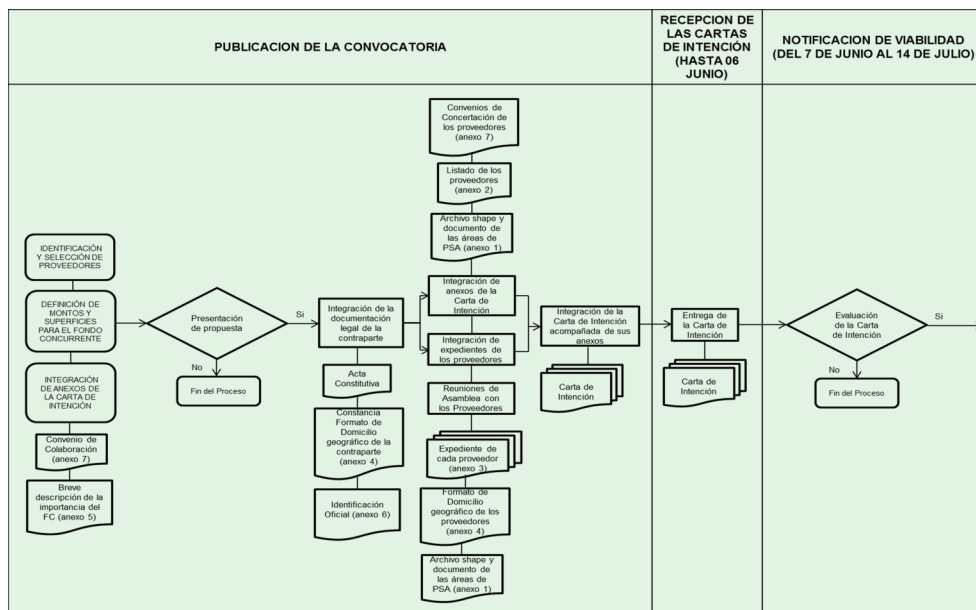 PUBLICACION DE LA CONVOCATORIA
RECEPCION DE
LAS CARTAS
DE INTENCIÓN
(HASTA 06
JUNIO)
NOTIFICACION DE VIABILIDAD
(DEL 7 DE JUNIO AL 14 DE JULIO)
IDENTIFICACIÓN
Y SELECCIÓN DE
PROVEEDORES
DEFINICIÓN DE
MONTOS Y
SUPERFICIES
PARA EL FONDO
CONCURRENTE
INTEGRACIÓN
DE ANEXOS DE
LA CARTA DE
INTENCIÓN
Convenio de
Colaboración
(anexo 7)
Breve
descripción de la
importancia del
FC (anexo 5)
Presentación
de propuesta
Si
No
Fin del Proceso
Integración de la
documentación
legal de la
contraparte
Acta
Constitutiva
Constancia
Formato de
Domicilio
geográfico de la
contraparte
(anexo 4)
Identificación
Oficial (anexo 6)
Convenios de
Concertación de
los proveedores
(anexo 7)
Listado de los
proveedores
(anexo 2)
Archivo shape y
documento de
las áreas de
PSA (anexo 1)
Integración de
anexos de la
Carta de
Intención
Integración de
expedientes de los
proveedores
Reuniones de
Asamblea con
los Proveedores
Expediente de
cada proveedor
(anexo 3)
Formato de
Domicilio
geográfico de los
proveedores
(anexo 4)
Archivo shape y
documento de
las áreas de
PSA (anexo 1)
Integración de la
Carta de Intención
acompañada de sus
anexos
Carta de
Intención
Entrega de
la Carta de
Intención
Carta de
Intención
Evaluación
de la Carta
de Intención
Si
No
Fin del Proceso